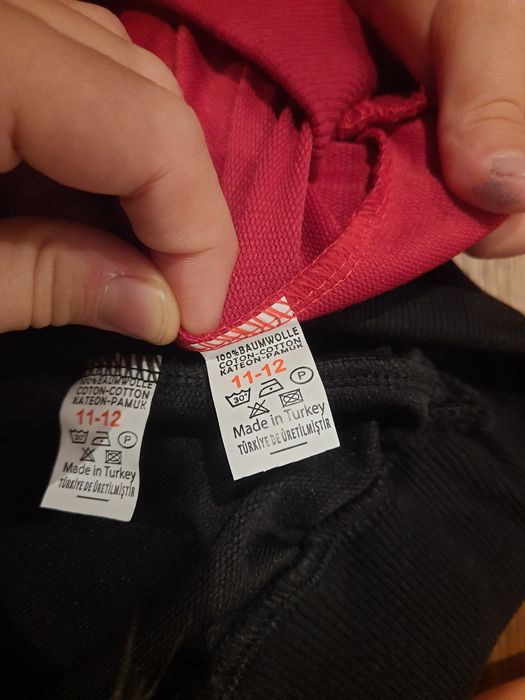 100%BAUMWOLLE
COTON-COTTON
KATEON-PAMUK
11-12
30°
P
Made in Turkey
TÜRKİYE DE ÜRETİLMİŞTİR
100%BAUMWOLLE
COTON-COTTON
KATEON-PAMUK
11-12
30°
P
Made in Turkey
TÜRKİYE DE ÜRETİLMİŞTİR